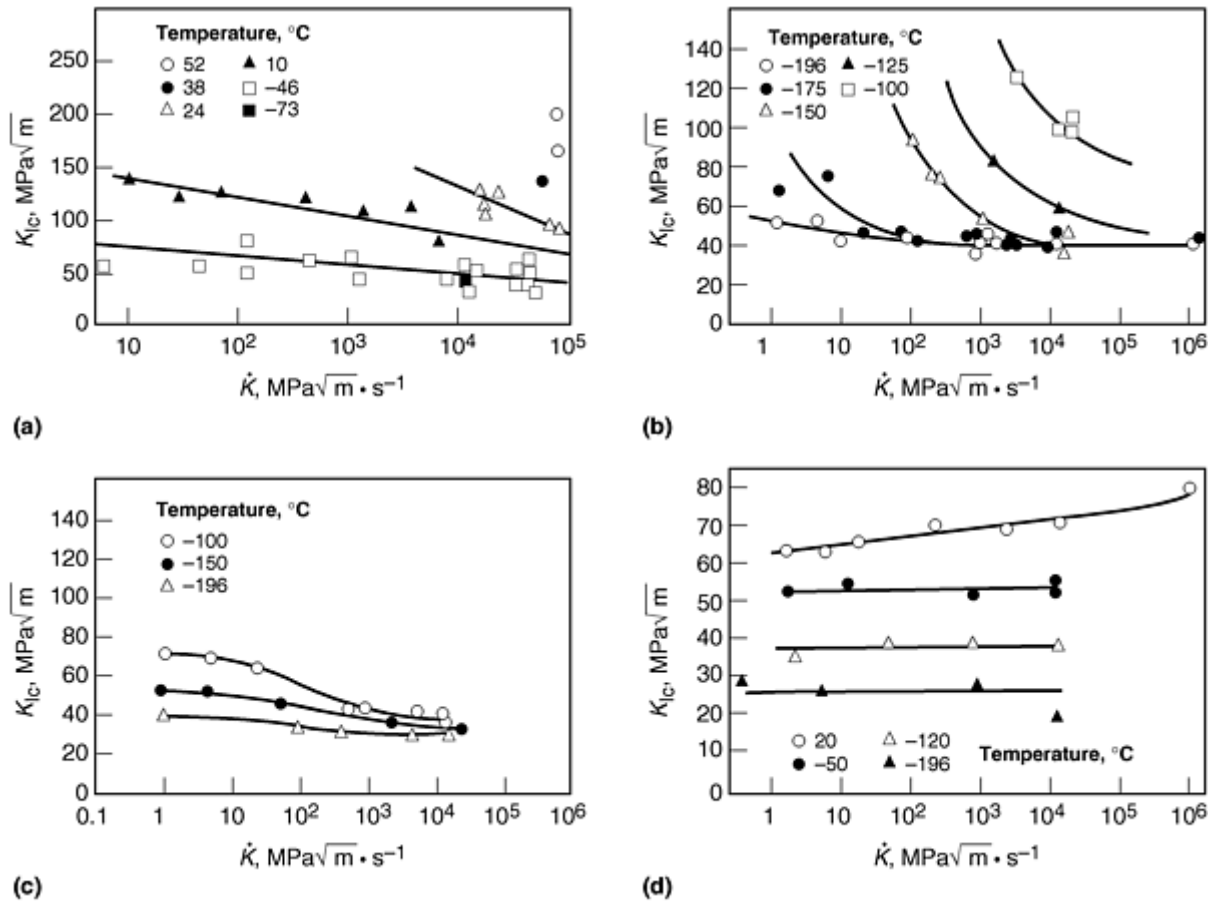 Temperature, °C
52 10
38 −46
24 −73
250
200
150
100
50
0
K_Ic, MPa√m
10 10² 10³ 10⁴ 10⁵
K̇, MPa√m • s⁻¹
(a)
Temperature, °C
−196 −125
−175 −100
−150
140
120
100
80
60
40
20
0
K_Ic, MPa√m
1 10 10² 10³ 10⁴ 10⁵ 10⁶
K̇, MPa√m • s⁻¹
(b)
Temperature, °C
−100
−150
−196
140
120
100
80
60
40
20
0
K_Ic, MPa√m
0.1 1 10 10² 10³ 10⁴ 10⁵ 10⁶
K̇, MPa√m • s⁻¹
(c)
80
70
60
50
40
30
20
10
0
K_Ic, MPa√m
20 −120
−50 −196
Temperature, °C
1 10 10² 10³ 10⁴ 10⁵ 10⁶
K̇, MPa√m • s⁻¹
(d)